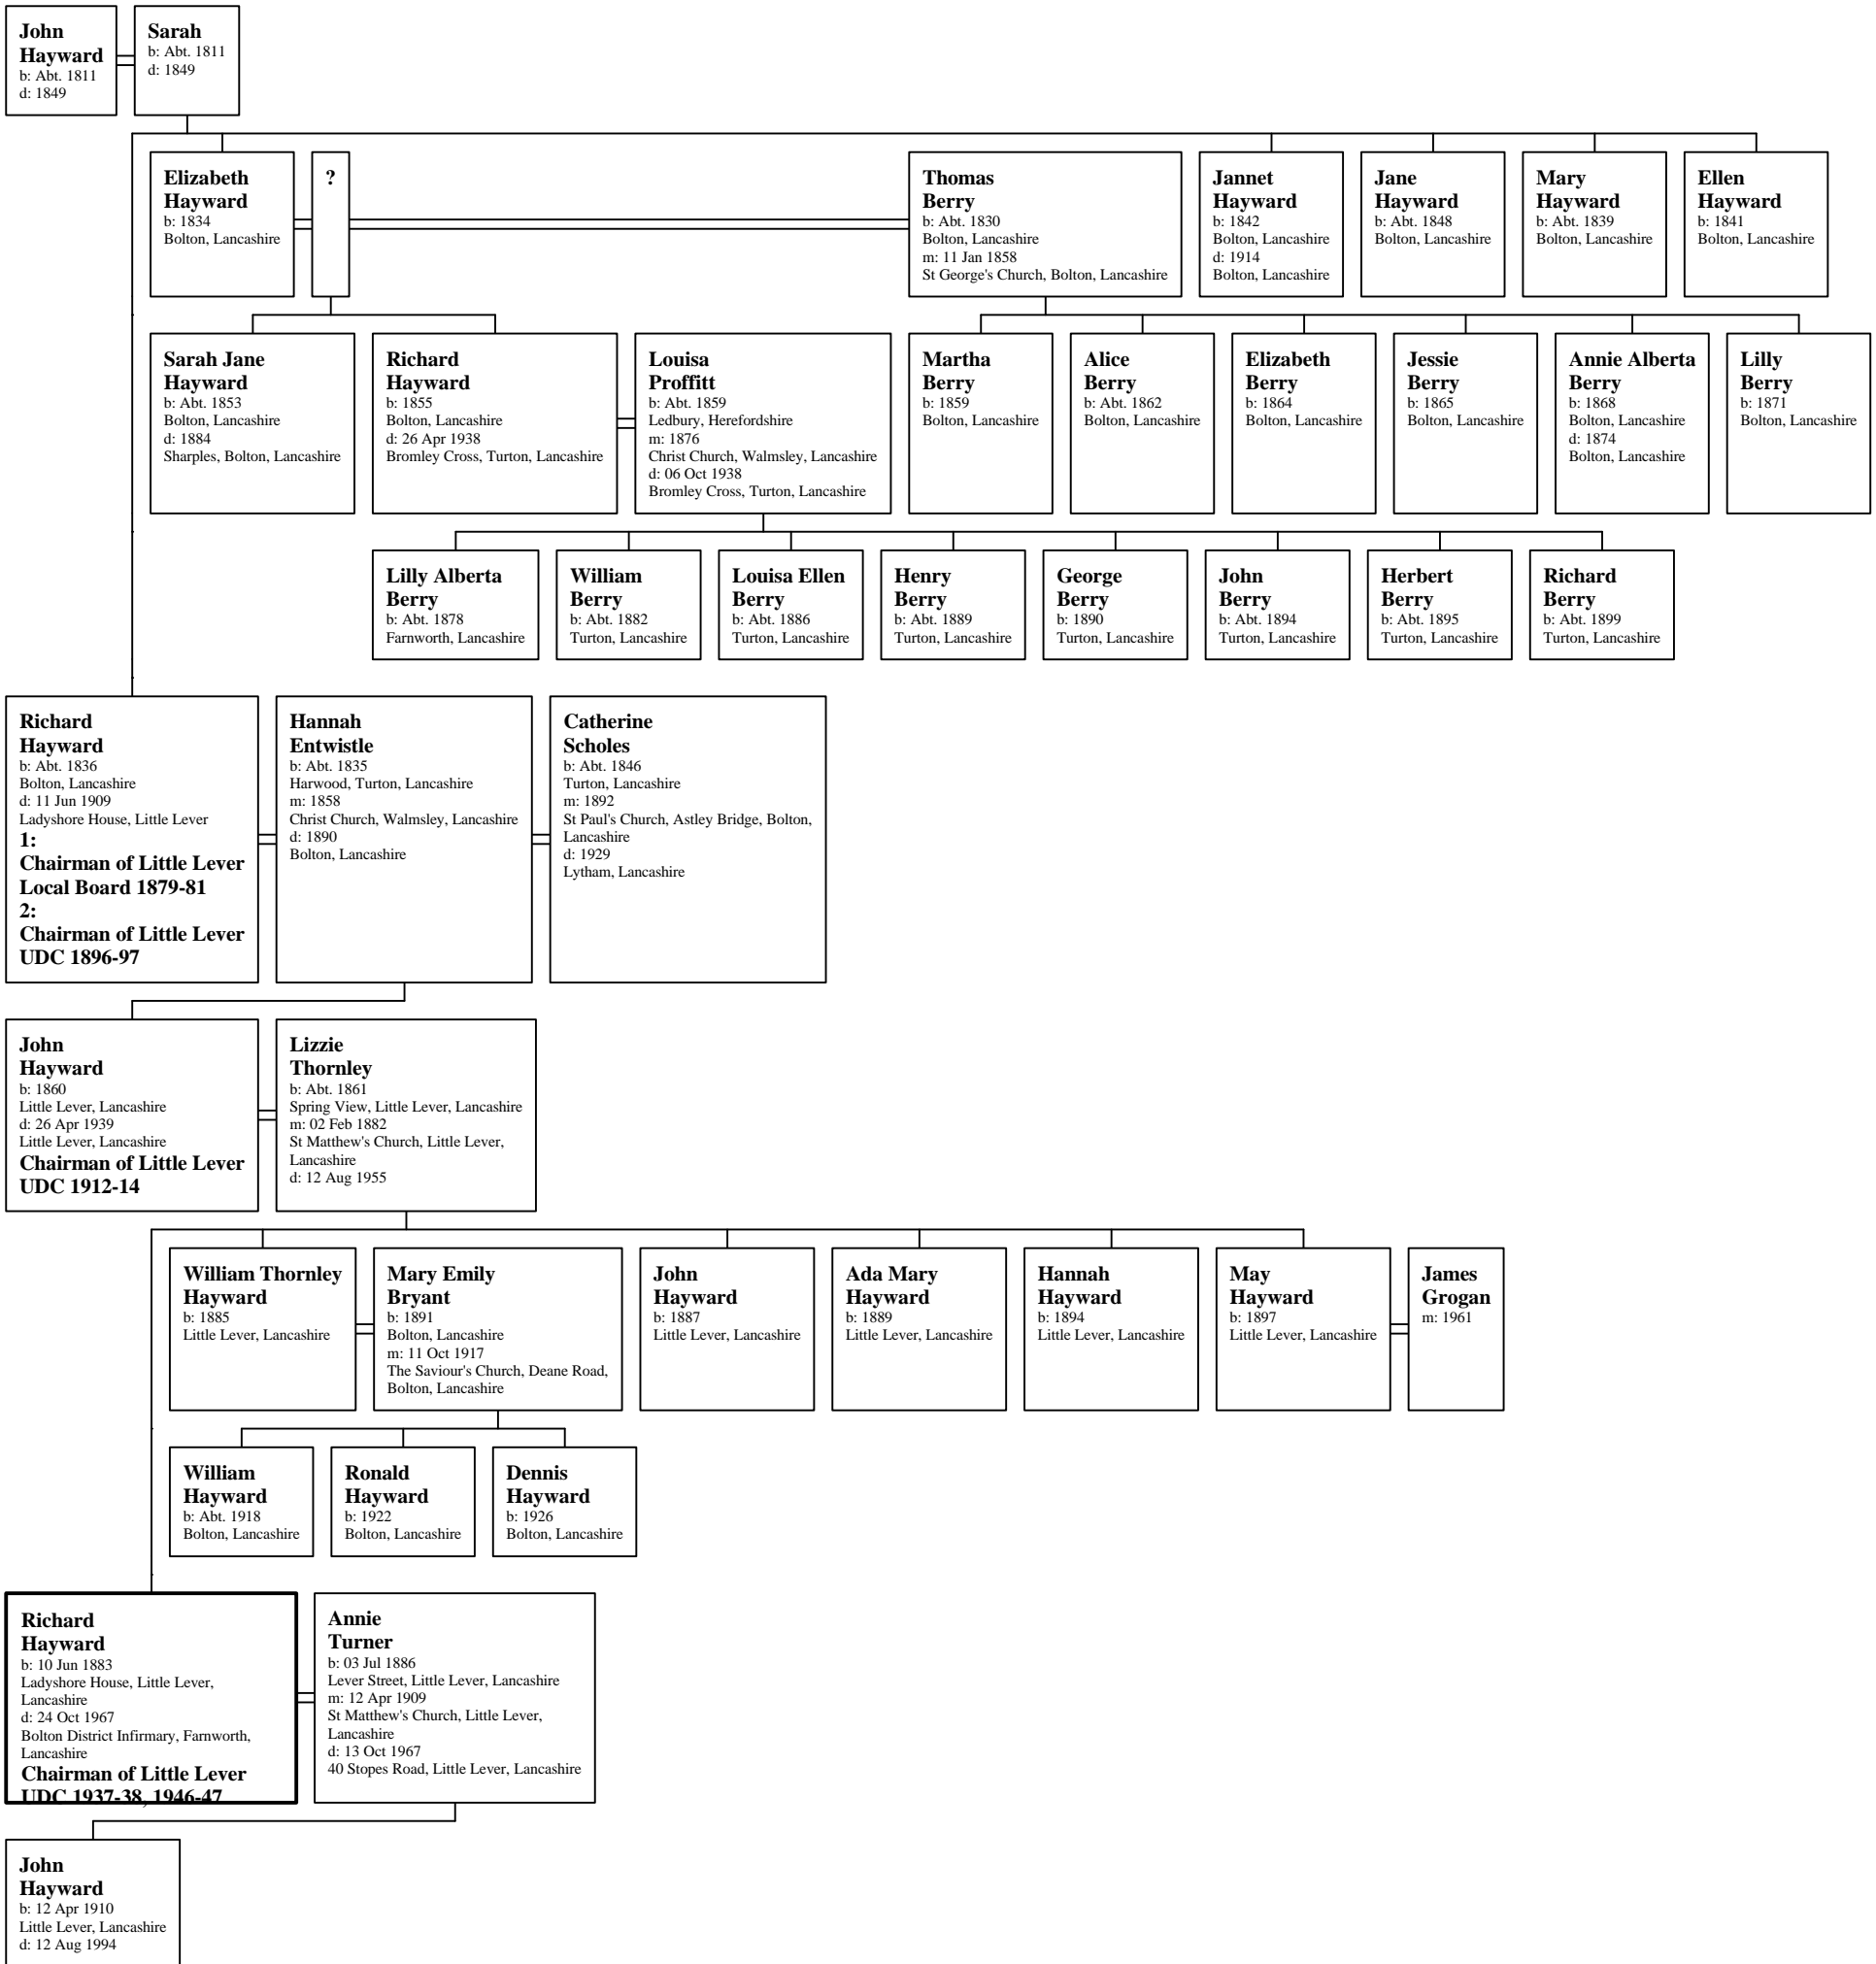 John
Hayward
b: Abt. 1811
d: 1849
Sarah
b: Abt. 1811
d: 1849
Elizabeth
Hayward
b: 1834
Bolton, Lancashire
?
Thomas
Berry
b: Abt. 1830
Bolton, Lancashire
m: 11 Jan 1858
St George's Church, Bolton, Lancashire
Jannet
Hayward
b: 1842
Bolton, Lancashire
d: 1914
Bolton, Lancashire
Jane
Hayward
b: Abt. 1848
Bolton, Lancashire
Mary
Hayward
b: Abt. 1839
Bolton, Lancashire
Ellen
Hayward
b: 1841
Bolton, Lancashire
Sarah Jane
Hayward
b: Abt. 1853
Bolton, Lancashire
d: 1884
Sharples, Bolton, Lancashire
Richard
Hayward
b: 1855
Bolton, Lancashire
d: 26 Apr 1938
Bromley Cross, Turton, Lancashire
Louisa
Proffitt
b: Abt. 1859
Ledbury, Herefordshire
m: 1876
Christ Church, Walmsley, Lancashire
d: 06 Oct 1938
Bromley Cross, Turton, Lancashire
Martha
Berry
b: 1859
Bolton, Lancashire
Alice
Berry
b: Abt. 1862
Bolton, Lancashire
Elizabeth
Berry
b: 1864
Bolton, Lancashire
Jessie
Berry
b: 1865
Bolton, Lancashire
Annie Alberta
Berry
b: 1868
Bolton, Lancashire
d: 1874
Bolton, Lancashire
Lilly
Berry
b: 1871
Bolton, Lancashire
Lilly Alberta
Berry
b: Abt. 1878
Farnworth, Lancashire
William
Berry
b: Abt. 1882
Turton, Lancashire
Louisa Ellen
Berry
b: Abt. 1886
Turton, Lancashire
Henry
Berry
b: Abt. 1889
Turton, Lancashire
George
Berry
b: 1890
Turton, Lancashire
John
Berry
b: Abt. 1894
Turton, Lancashire
Herbert
Berry
b: Abt. 1895
Turton, Lancashire
Richard
Berry
b: Abt. 1899
Turton, Lancashire
Richard
Hayward
b: Abt. 1836
Bolton, Lancashire
d: 11 Jun 1909
Ladyshore House, Little Lever
1:
Chairman of Little Lever
Local Board 1879-81
2:
Chairman of Little Lever
UDC 1896-97
Hannah
Entwistle
b: Abt. 1835
Harwood, Turton, Lancashire
m: 1858
Christ Church, Walmsley, Lancashire
d: 1890
Bolton, Lancashire
Catherine
Scholes
b: Abt. 1846
Turton, Lancashire
m: 1892
St Paul's Church, Astley Bridge, Bolton,
Lancashire
d: 1929
Lytham, Lancashire
John
Hayward
b: 1860
Little Lever, Lancashire
d: 26 Apr 1939
Little Lever, Lancashire
Chairman of Little Lever
UDC 1912-14
Lizzie
Thornley
b: Abt. 1861
Spring View, Little Lever, Lancashire
m: 02 Feb 1882
St Matthew's Church, Little Lever,
Lancashire
d: 12 Aug 1955
William Thornley
Hayward
b: 1885
Little Lever, Lancashire
Mary Emily
Bryant
b: 1891
Bolton, Lancashire
m: 11 Oct 1917
The Saviour's Church, Deane Road,
Bolton, Lancashire
John
Hayward
b: 1887
Little Lever, Lancashire
Ada Mary
Hayward
b: 1889
Little Lever, Lancashire
Hannah
Hayward
b: 1894
Little Lever, Lancashire
May
Hayward
b: 1897
Little Lever, Lancashire
James
Grogan
m: 1961
William
Hayward
b: Abt. 1918
Bolton, Lancashire
Ronald
Hayward
b: 1922
Bolton, Lancashire
Dennis
Hayward
b: 1926
Bolton, Lancashire
Richard
Hayward
b: 10 Jun 1883
Ladyshore House, Little Lever,
Lancashire
d: 24 Oct 1967
Bolton District Infirmary, Farnworth,
Lancashire
Chairman of Little Lever
UDC 1937-38, 1946-47
Annie
Turner
b: 03 Jul 1886
Lever Street, Little Lever, Lancashire
m: 12 Apr 1909
St Matthew's Church, Little Lever,
Lancashire
d: 13 Oct 1967
40 Stopes Road, Little Lever, Lancashire
John
Hayward
b: 12 Apr 1910
Little Lever, Lancashire
d: 12 Aug 1994